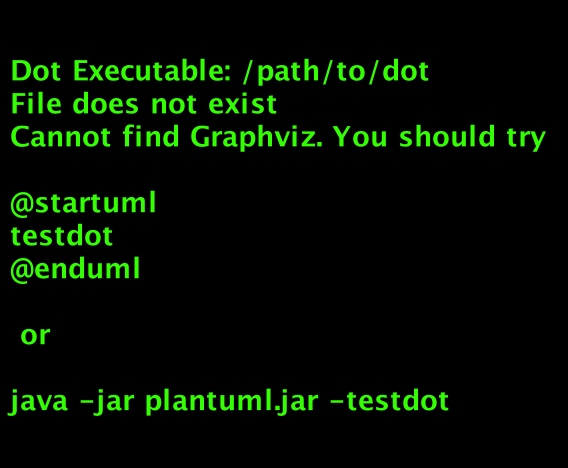 Dot Executable: /path/to/dot
File does not exist
Cannot find Graphviz. You should try
@startuml
testdot
@enduml
or
java -jar plantuml.jar -testdot